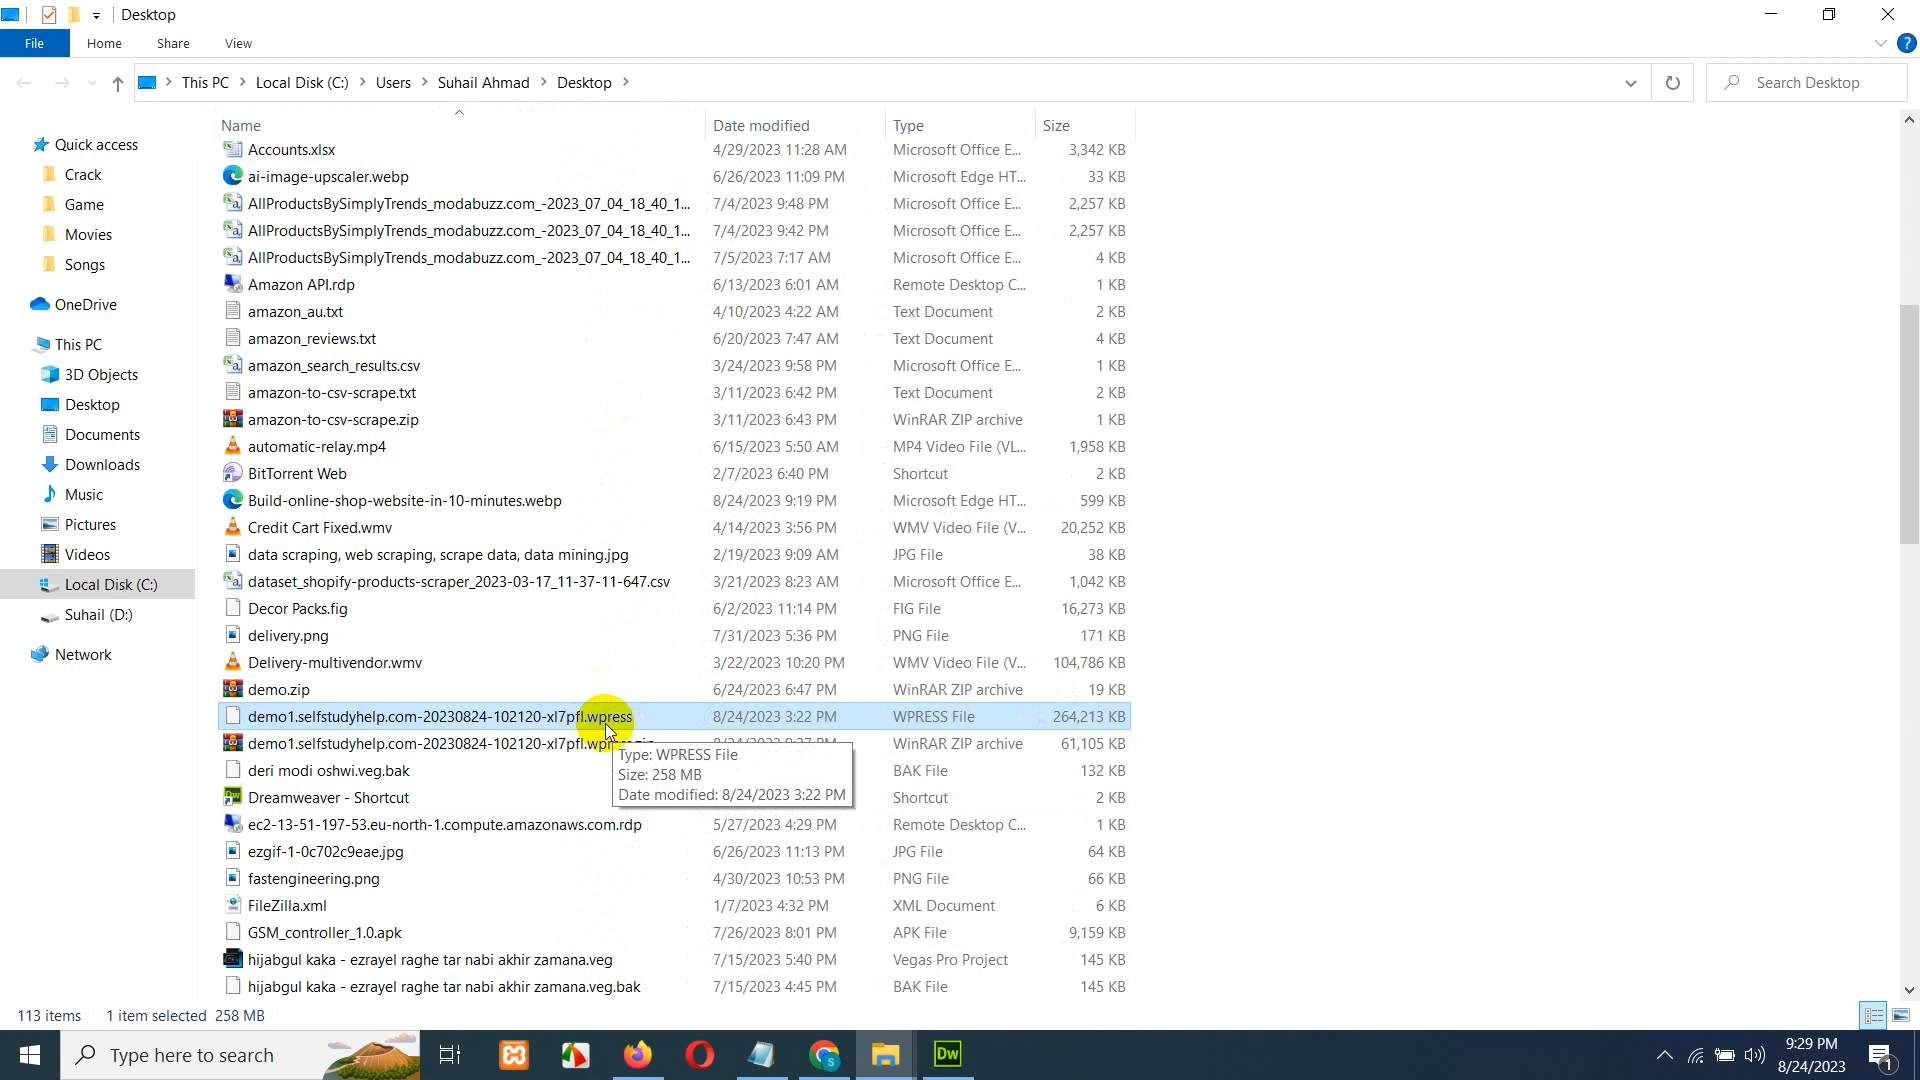 Desktop
File Home Share View
This PC Local Disk (C:) Users Suhail Ahmad Desktop
Search Desktop
Name Date modified Type Size
Quick access
Crack
Game
Movies
Songs
OneDrive
This PC
3D Objects
Desktop
Documents
Downloads
Music
Pictures
Videos
Local Disk (C:)
Suhail (D:)
Network
Accounts.xlsx 4/29/2023 11:28 AM Microsoft Office E... 3,342 KB
ai-image-upscaler.webp 6/26/2023 11:09 PM Microsoft Edge HT... 33 KB
AllProductsBySimplyTrends_modabuzz.com_-2023_07_04_18_40_1... 7/4/2023 9:48 PM Microsoft Office E... 2,257 KB
AllProductsBySimplyTrends_modabuzz.com_-2023_07_04_18_40_1... 7/4/2023 9:42 PM Microsoft Office E... 2,257 KB
AllProductsBySimplyTrends_modabuzz.com_-2023_07_04_18_40_1... 7/5/2023 7:17 AM Microsoft Office E... 4 KB
Amazon API.rdp 6/13/2023 6:01 AM Remote Desktop C... 1 KB
amazon_au.txt 4/10/2023 4:22 AM Text Document 2 KB
amazon_reviews.txt 6/20/2023 7:47 AM Text Document 4 KB
amazon_search_results.csv 3/24/2023 9:58 PM Microsoft Office E... 1 KB
amazon-to-csv-scrape.txt 3/11/2023 6:42 PM Text Document 2 KB
amazon-to-csv-scrape.zip 3/11/2023 6:43 PM WinRAR ZIP archive 1 KB
automatic-relay.mp4 6/15/2023 5:50 AM MP4 Video File (VL... 1,958 KB
BitTorrent Web 2/7/2023 6:40 PM Shortcut 2 KB
Build-online-shop-website-in-10-minutes.webp 8/24/2023 9:19 PM Microsoft Edge HT... 599 KB
Credit Cart Fixed.wmv 4/14/2023 3:56 PM WMV Video File (V... 20,252 KB
data scraping, web scraping, scrape data, data mining.jpg 2/19/2023 9:09 AM JPG File 38 KB
dataset_shopify-products-scraper_2023-03-17_11-37-11-647.csv 3/21/2023 8:23 AM Microsoft Office E... 1,042 KB
Decor Packs.fig 6/2/2023 11:14 PM FIG File 16,273 KB
delivery.png 7/31/2023 5:36 PM PNG File 171 KB
Delivery-multivendor.wmv 3/22/2023 10:20 PM WMV Video File (V... 104,786 KB
demo.zip 6/24/2023 6:47 PM WinRAR ZIP archive 19 KB
demo1.selfstudyhelp.com-20230824-102120-xl7pfl.wpress 8/24/2023 3:22 PM WPRESS File 264,213 KB
demo1.selfstudyhelp.com-20230824-102120-xl7pfl.wpress.zip 8/24/2023 9:27 PM WinRAR ZIP archive 61,105 KB
Type: WPRESS File
Size: 258 MB
Date modified: 8/24/2023 3:22 PM
deri modi oshwi.veg.bak BAK File 132 KB
Dreamweaver - Shortcut Shortcut 2 KB
ec2-13-51-197-53.eu-north-1.compute.amazonaws.com.rdp 5/27/2023 4:29 PM Remote Desktop C... 1 KB
ezgif-1-0c702c9eae.jpg 6/26/2023 11:13 PM JPG File 64 KB
fastengineering.png 4/30/2023 10:53 PM PNG File 66 KB
FileZilla.xml 1/7/2023 4:32 PM XML Document 6 KB
GSM_controller_1.0.apk 7/26/2023 8:01 PM APK File 9,159 KB
hijabgul kaka - ezrayel raghe tar nabi akhir zamana.veg 7/15/2023 5:40 PM Vegas Pro Project 145 KB
hijabgul kaka - ezrayel raghe tar nabi akhir zamana.veg.bak 7/15/2023 4:45 PM BAK File 145 KB
113 items 1 item selected 258 MB
Type here to search
Dw
9:29 PM
8/24/2023
1